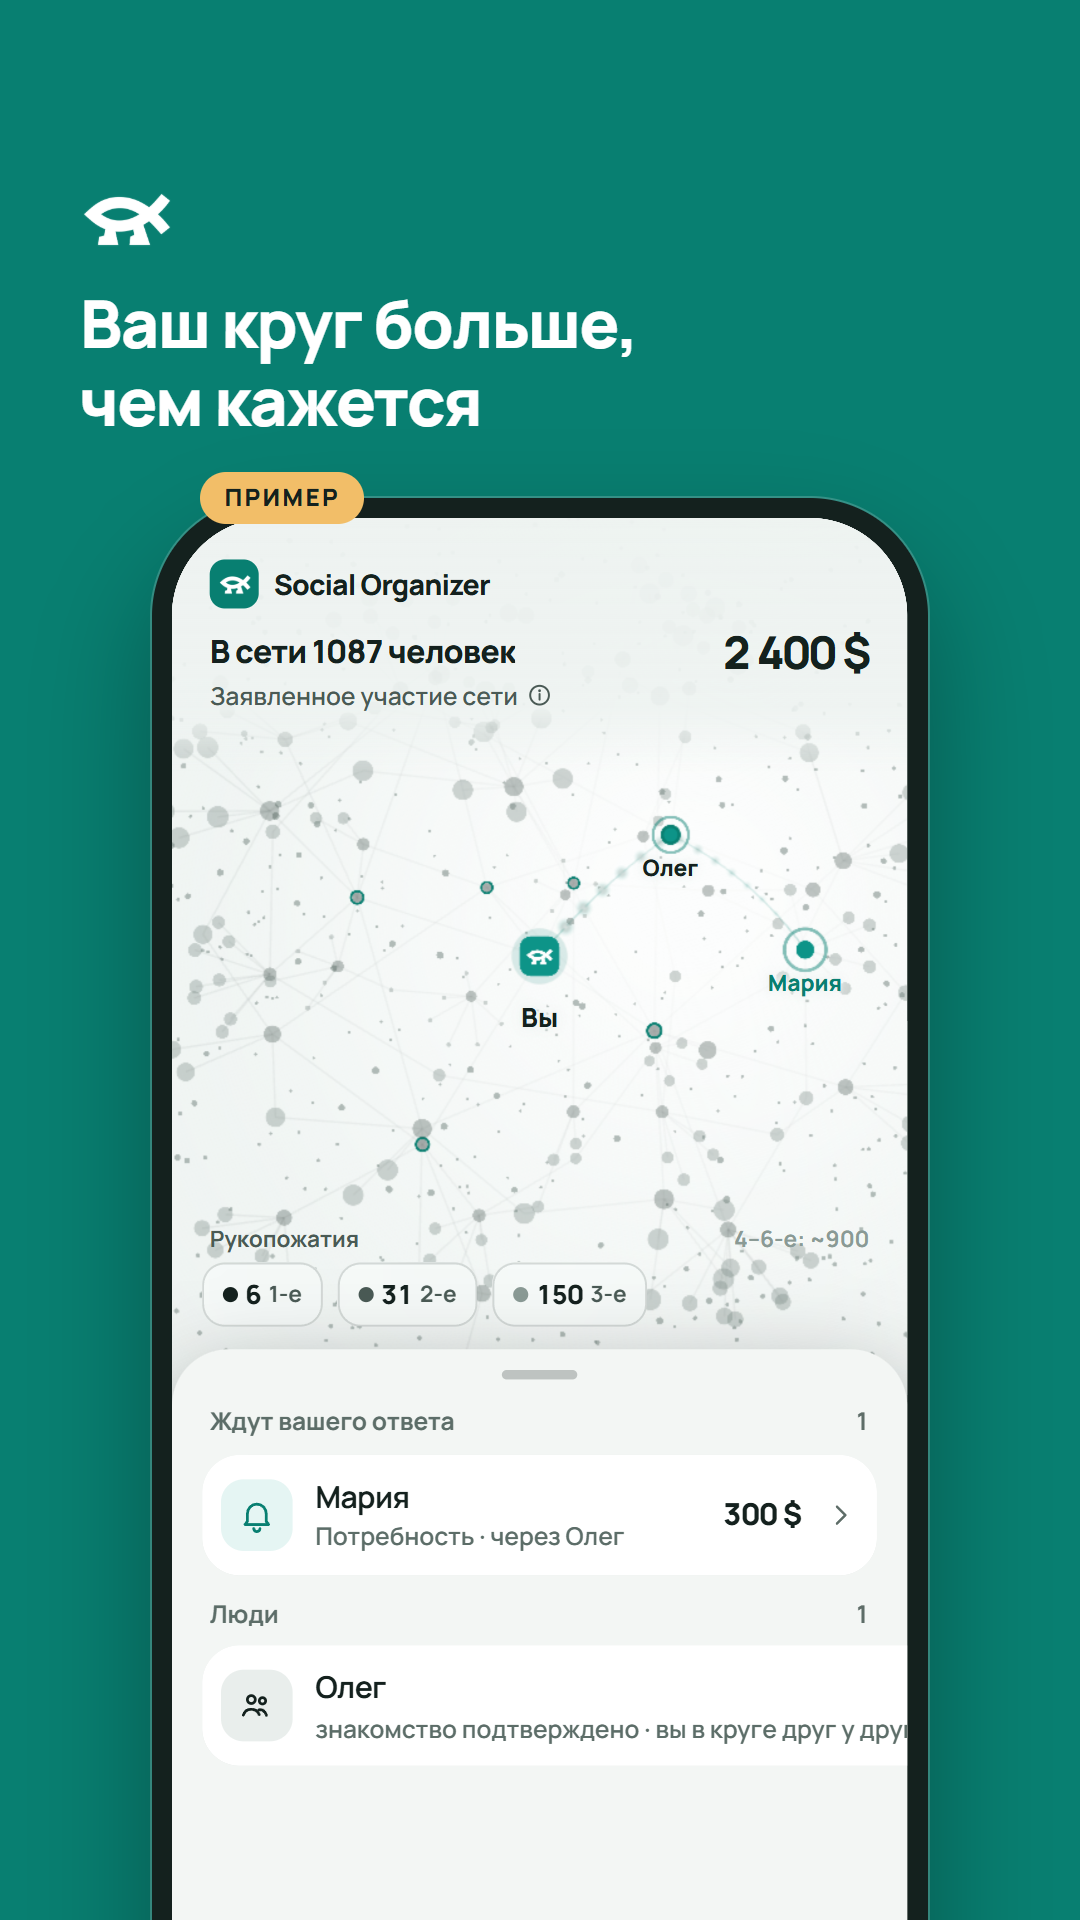 Ваш круг больше,
чем кажется
ПРИМЕР
Social Organizer
В сети 1087 человек
2 400 $
Заявленное участие сети
Олег
Мария
Вы
Рукопожатия
4–6-е: ~900
6 1-е
31 2-е
150 3-е
Ждут вашего ответа
1
Мария
300 $
Потребность · через Олег
Люди
1
Олег
знакомство подтверждено · вы в круге друг у